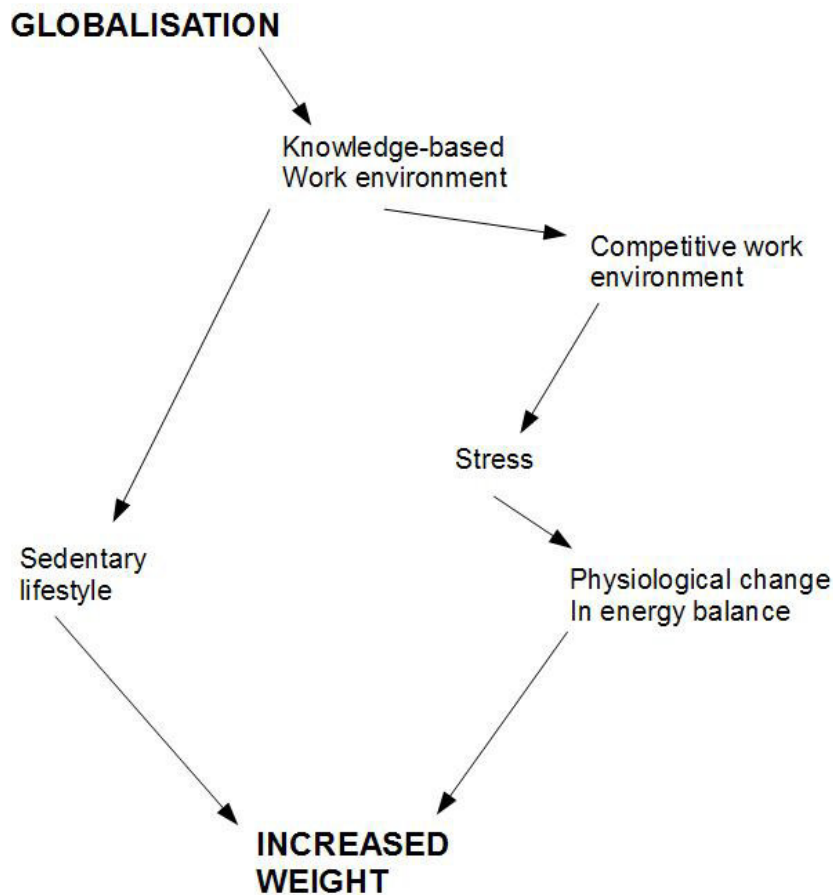 GLOBALISATION
Knowledge-based
Work environment
Competitive work
environment
Stress
Sedentary
lifestyle
Physiological change
In energy balance
INCREASED
WEIGHT